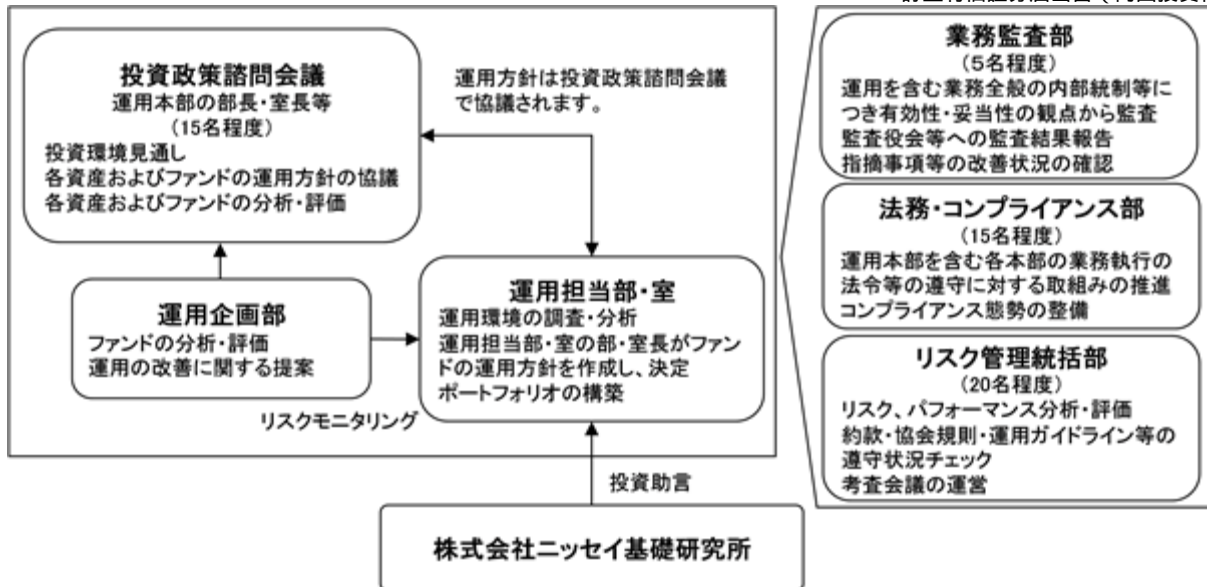 投資政策諮問会議
運用本部の部長・室長等
（15名程度）
投資環境見通し
各資産およびファンドの運用方針の協議
各資産およびファンドの分析・評価
運用方針は投資政策諮問会議
で協議されます。
運用企画部
ファンドの分析・評価
運用の改善に関する提案
運用担当部・室
運用環境の調査・分析
運用担当部・室の部・室長がファン
ドの運用方針を作成し、決定
ポートフォリオの構築
リスクモニタリング
投資助言
株式会社ニッセイ基礎研究所
業務監査部
（5名程度）
運用を含む業務全般の内部統制等に
つき有効性・妥当性の観点から監査
監査役会等への監査結果報告
指摘事項等の改善状況の確認
法務・コンプライアンス部
（15名程度）
運用本部を含む各本部の業務執行の
法令等の遵守に対する取組みの推進
コンプライアンス態勢の整備
リスク管理統括部
（20名程度）
リスク、パフォーマンス分析・評価
約款・協会規則・運用ガイドライン等の
遵守状況チェック
考査会議の運営